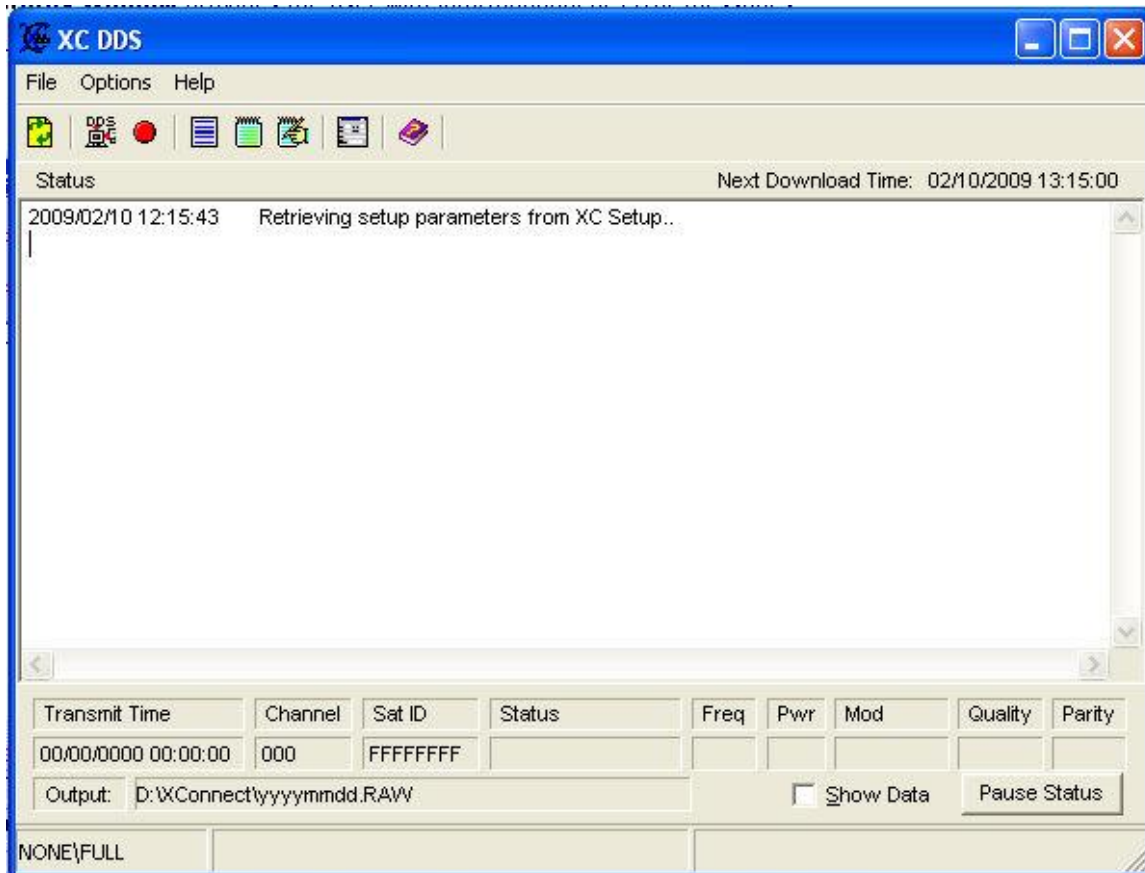 XC DDS
File Options Help
DDS
Status Next Download Time: 02/10/2009 13:15:00
2009/02/10 12:15:43 Retrieving setup parameters from XC Setup..
Transmit Time Channel Sat ID Status Freq Pwr Mod Quality Parity
00/00/0000 00:00:00 000 FFFFFFFF
Output: D:\XConnect\yyyymmdd.RAW Show Data Pause Status
NONE\FULL